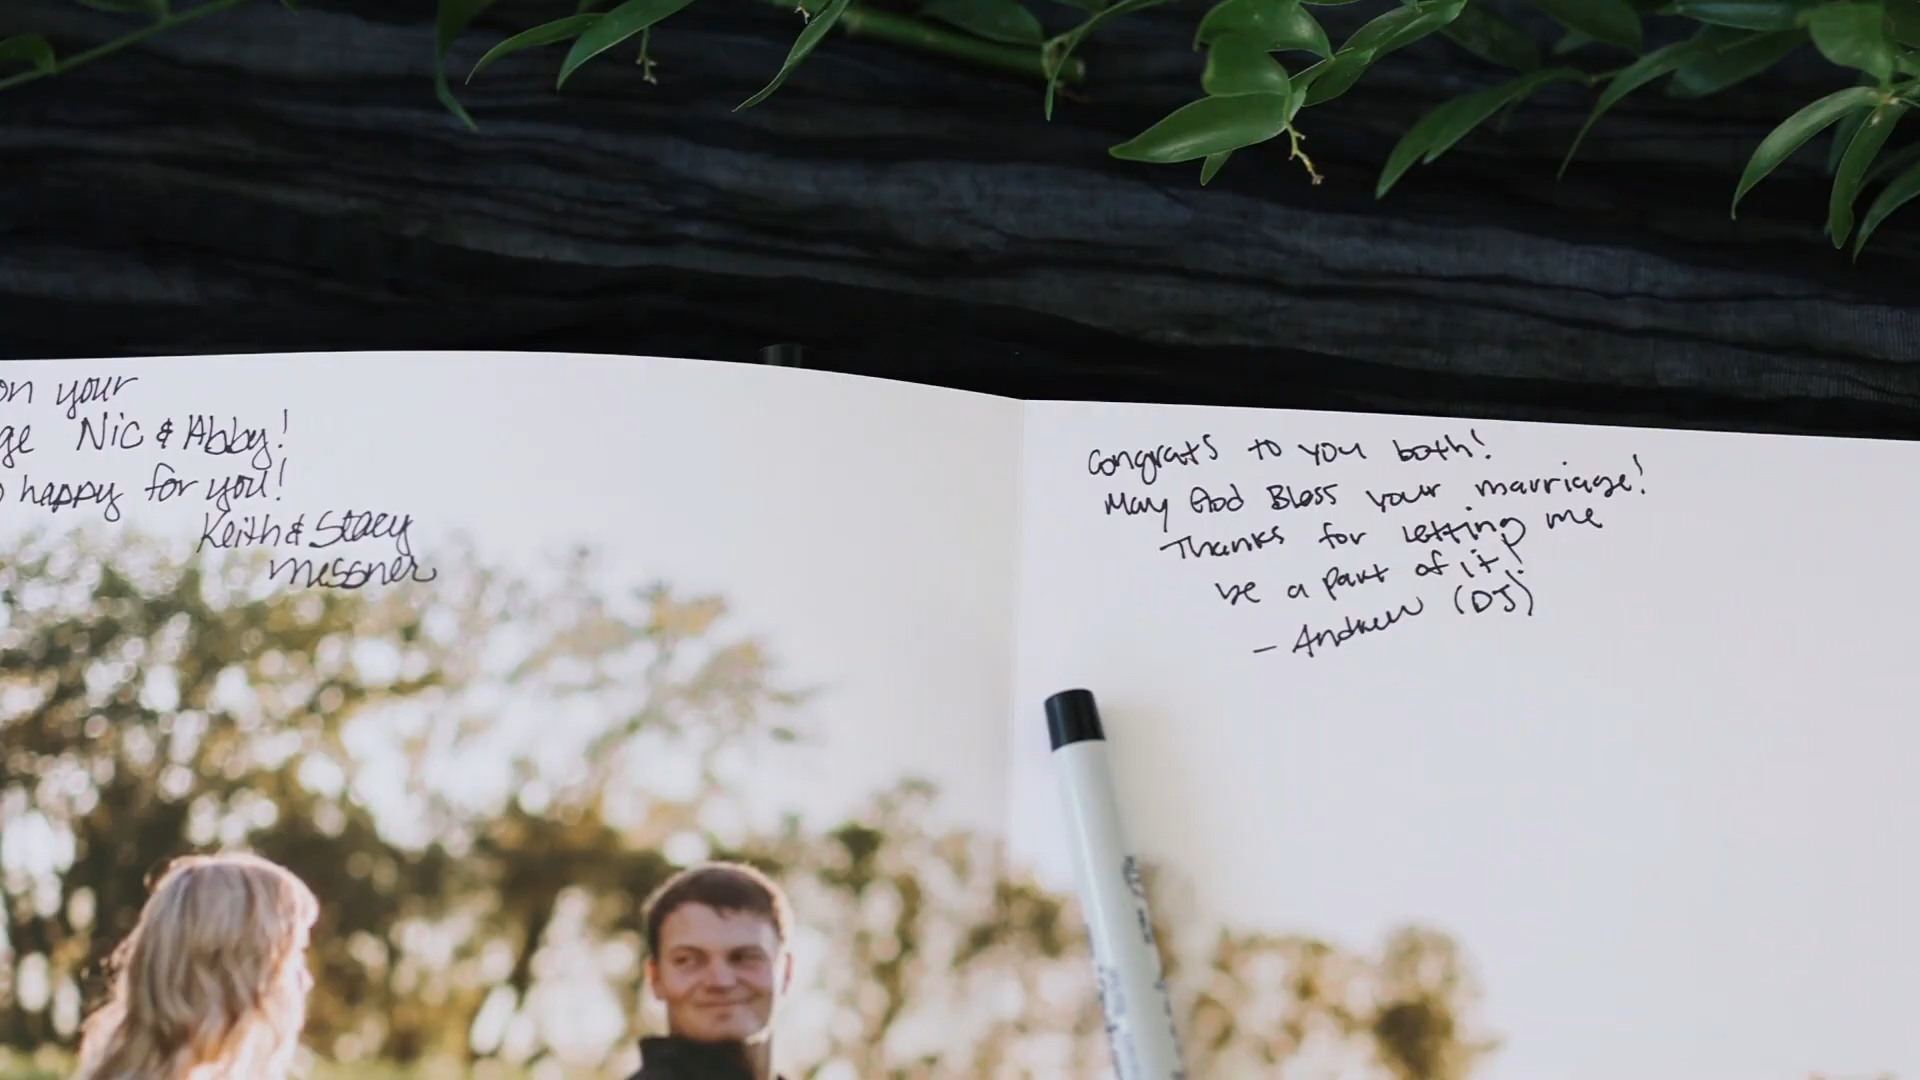 on your
ge Nic & Abby!
happy for you!
Keith & Stacy
Messner
Congrats to you both!
May God Bless your marriage!
Thanks for letting me
be a part of it!
- Andrew (DJ)